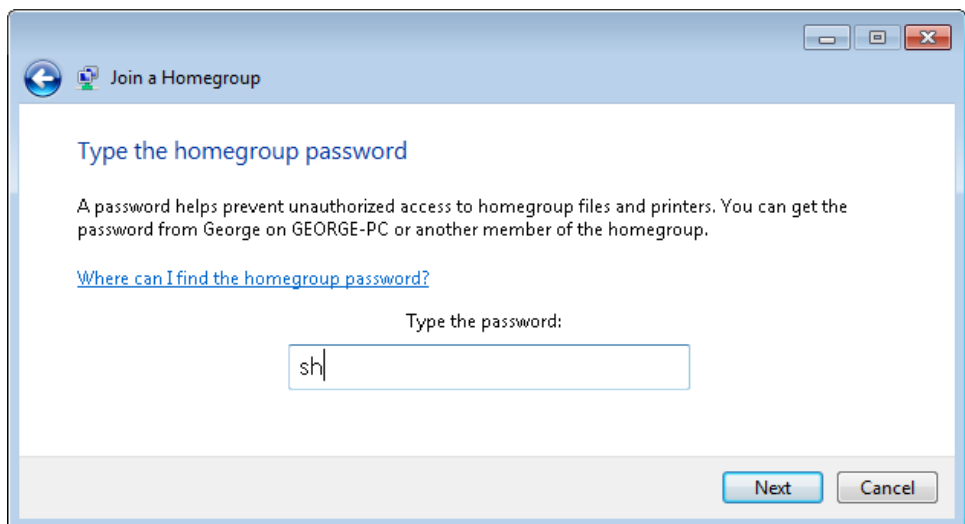 Join a Homegroup
Type the homegroup password
A password helps prevent unauthorized access to homegroup files and printers. You can get the
password from George on GEORGE-PC or another member of the homegroup.
Where can I find the homegroup password?
Type the password:
sh
Next Cancel